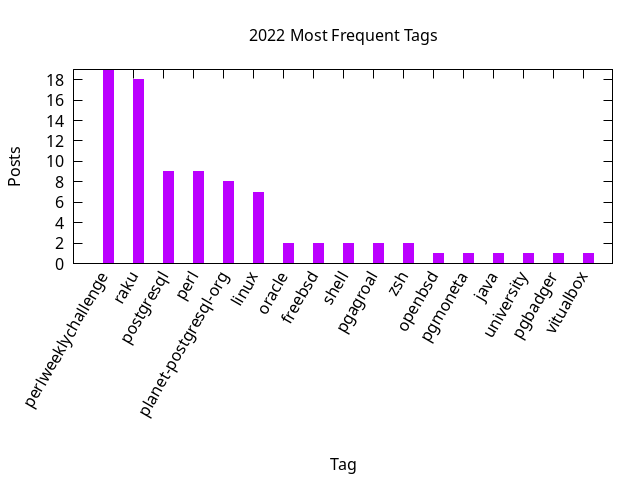 2022 Most Frequent Tags
Posts
18
16
14
12
10
8
6
4
2
0
perlweeklychallenge
raku
postgresql
perl
planet-postgresql-org
linux
oracle
freebsd
shell
pgagroal
zsh
openbsd
pgmoneta
java
university
pgbadger
vitualbox
Tag